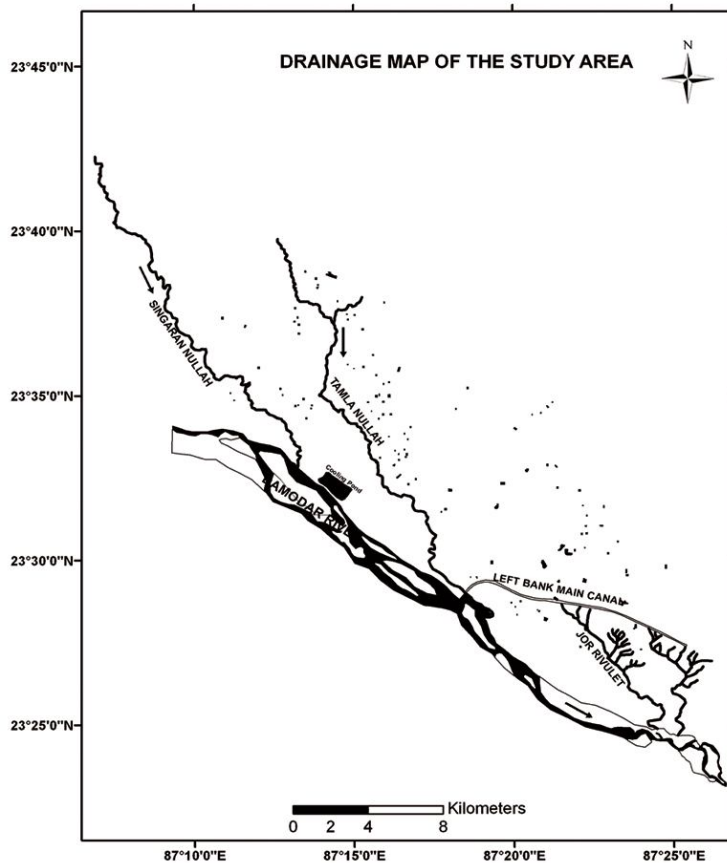 DRAINAGE MAP OF THE STUDY AREA
N
23°45'0"N
23°40'0"N
23°35'0"N
23°30'0"N
23°25'0"N
SINGARAN NULLAH
TAMLA NULLAH
Cooling Pond
DAMODAR RIVER
LEFT BANK MAIN CANAL
JOR RIVULET
Kilometers
0 2 4 8
87°10'0"E 87°15'0"E 87°20'0"E 87°25'0"E